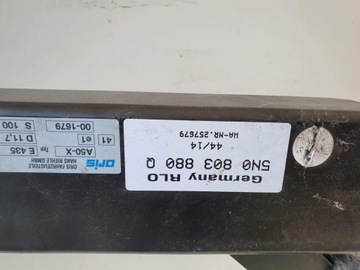 Germany RLO
5N0 803 880 Q
44/14
WA-NR.257679
oris
ORIS FAHRZEUGTEILE
HANS RIEHLE GMBH
A50-X
Typ E 435
41
e1
D 11,7
00-1679
S 100